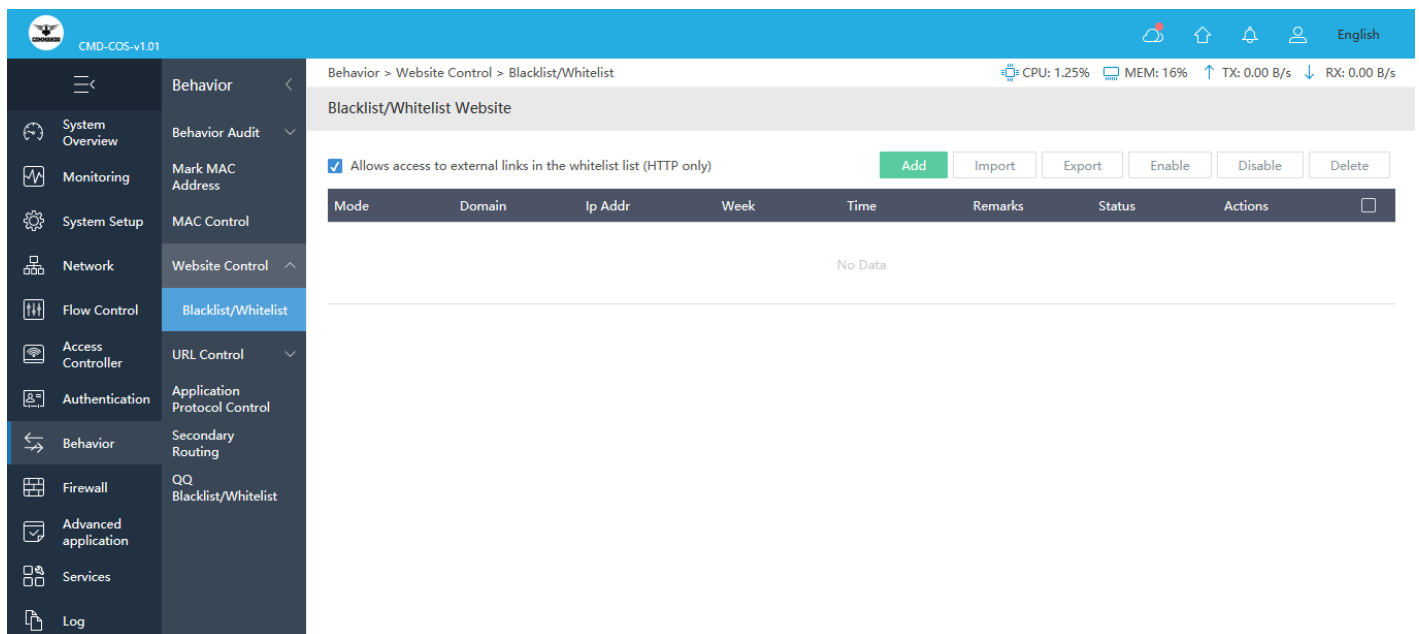 COMMANDO
CMD-COS-v1.01
English
Behavior
Behavior > Website Control > Blacklist/Whitelist
CPU: 1.25% MEM: 16% TX: 0.00 B/s RX: 0.00 B/s
System
Overview
Monitoring
System Setup
Network
Flow Control
Access
Controller
Authentication
Behavior
Firewall
Advanced
application
Services
Log
Behavior Audit
Mark MAC
Address
MAC Control
Website Control
Blacklist/Whitelist
URL Control
Application
Protocol Control
Secondary
Routing
QQ
Blacklist/Whitelist
Blacklist/Whitelist Website
Allows access to external links in the whitelist list (HTTP only)
Add Import Export Enable Disable Delete
Mode Domain Ip Addr Week Time Remarks Status Actions
No Data